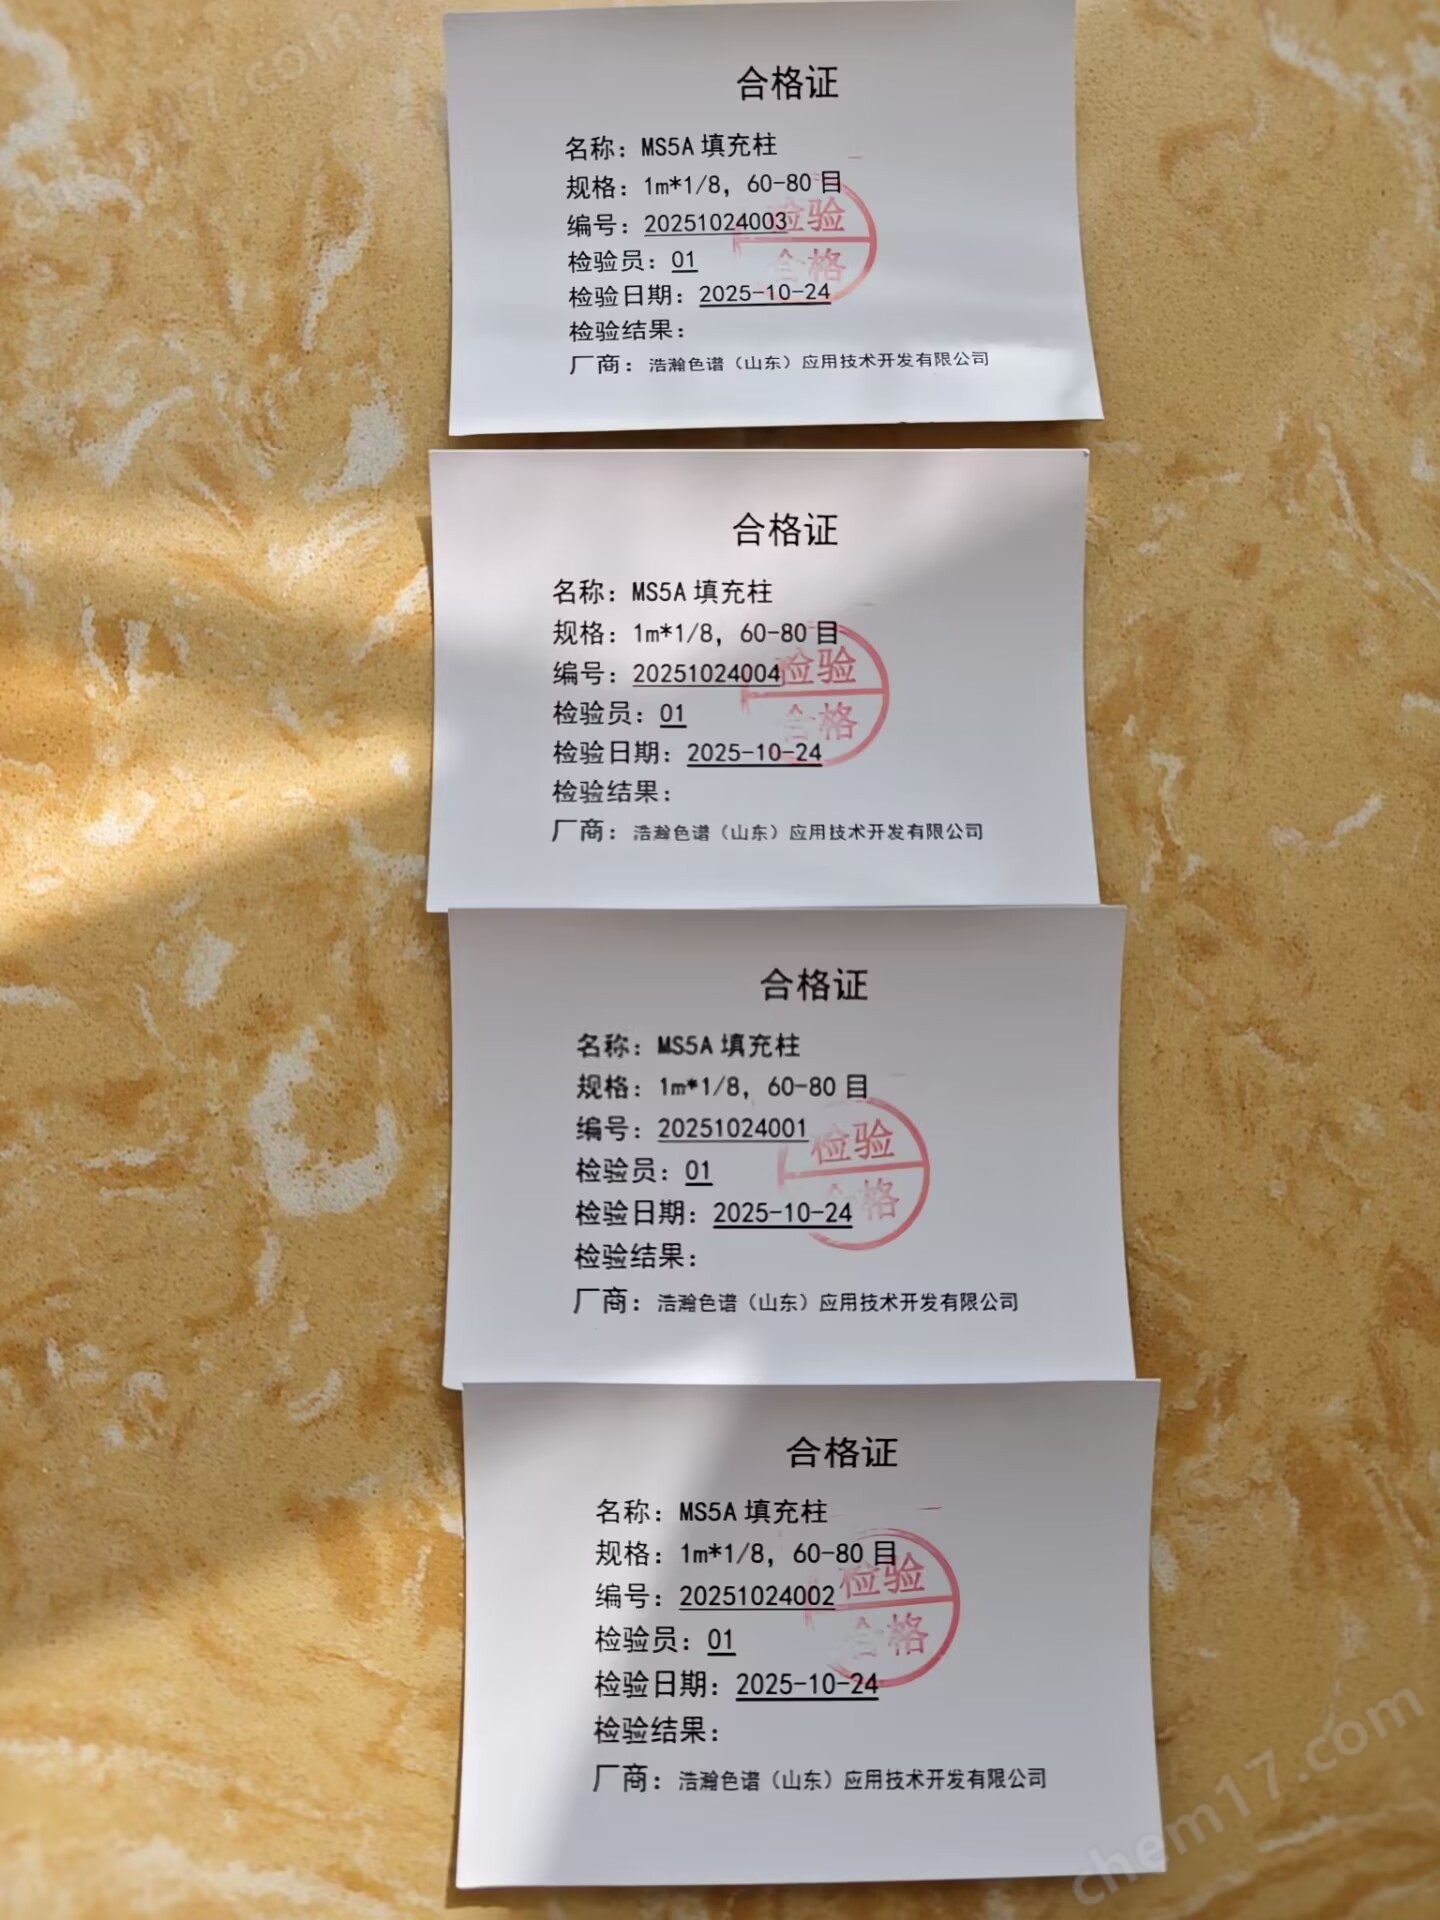 合格证
名称：MS5A 填充柱
规格：1m*1/8，60-80 目
编号：20251024003
检验员：01
检验日期：2025-10-24
检验结果：
厂商：浩瀚色谱（山东）应用技术开发有限公司
检验
合格
合格证
名称：MS5A 填充柱
规格：1m*1/8，60-80 目
编号：20251024004
检验员：01
检验日期：2025-10-24
检验结果：
厂商：浩瀚色谱（山东）应用技术开发有限公司
检验
合格
合格证
名称：MS5A 填充柱
规格：1m*1/8，60-80 目
编号：20251024001
检验员：01
检验日期：2025-10-24
检验结果：
厂商：浩瀚色谱（山东）应用技术开发有限公司
检验
合格
合格证
名称：MS5A 填充柱
规格：1m*1/8，60-80 目
编号：20251024002
检验员：01
检验日期：2025-10-24
检验结果：
厂商：浩瀚色谱（山东）应用技术开发有限公司
检验
合格
chem17.com